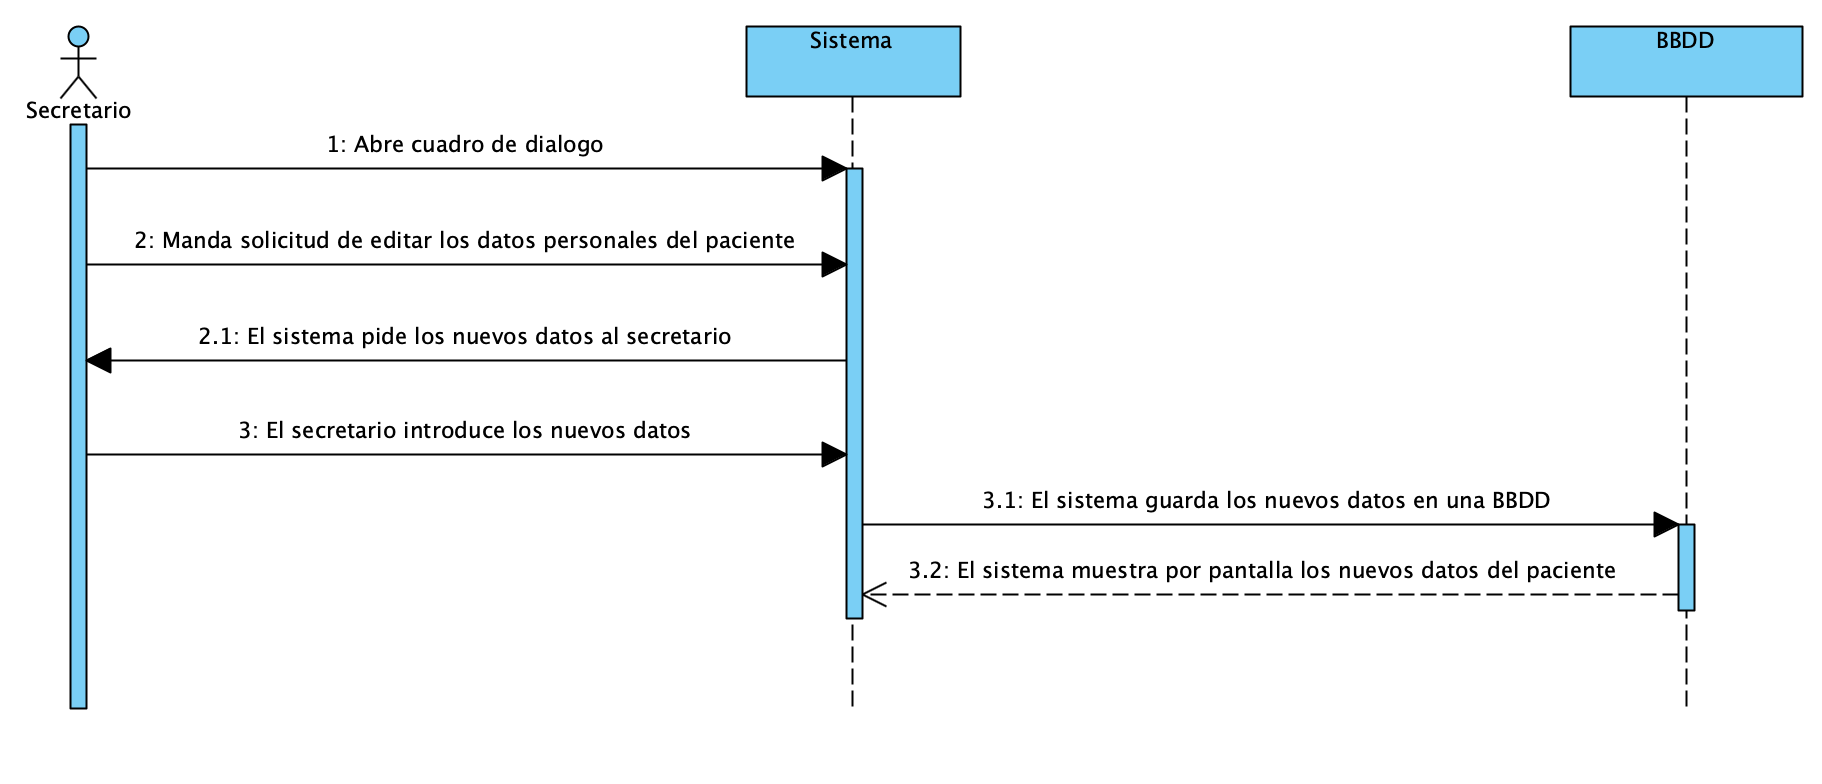 Sistema
BBDD
Secretario
1: Abre cuadro de dialogo
2: Manda solicitud de editar los datos personales del paciente
2.1: El sistema pide los nuevos datos al secretario
3: El secretario introduce los nuevos datos
3.1: El sistema guarda los nuevos datos en una BBDD
3.2: El sistema muestra por pantalla los nuevos datos del paciente